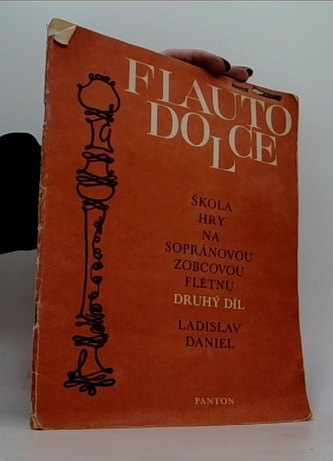 FLAUTO
DOLCE
ŠKOLA
HRY
NA
SOPRÁNOVOU
ZOBCOVOU
FLÉTNU
DRUHÝ DÍL
LADISLAV
DANIEL
PANTON